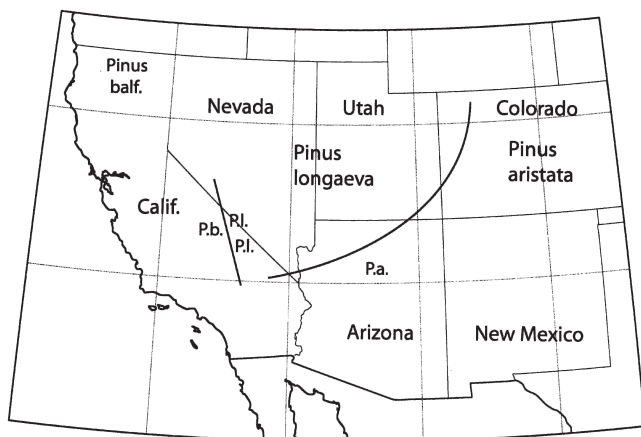 Pinus
balf.
Nevada
Utah
Colorado
Pinus
longaeva
Pinus
aristata
Calif.
P.b.
P.l.
P.l.
P.a.
Arizona
New Mexico